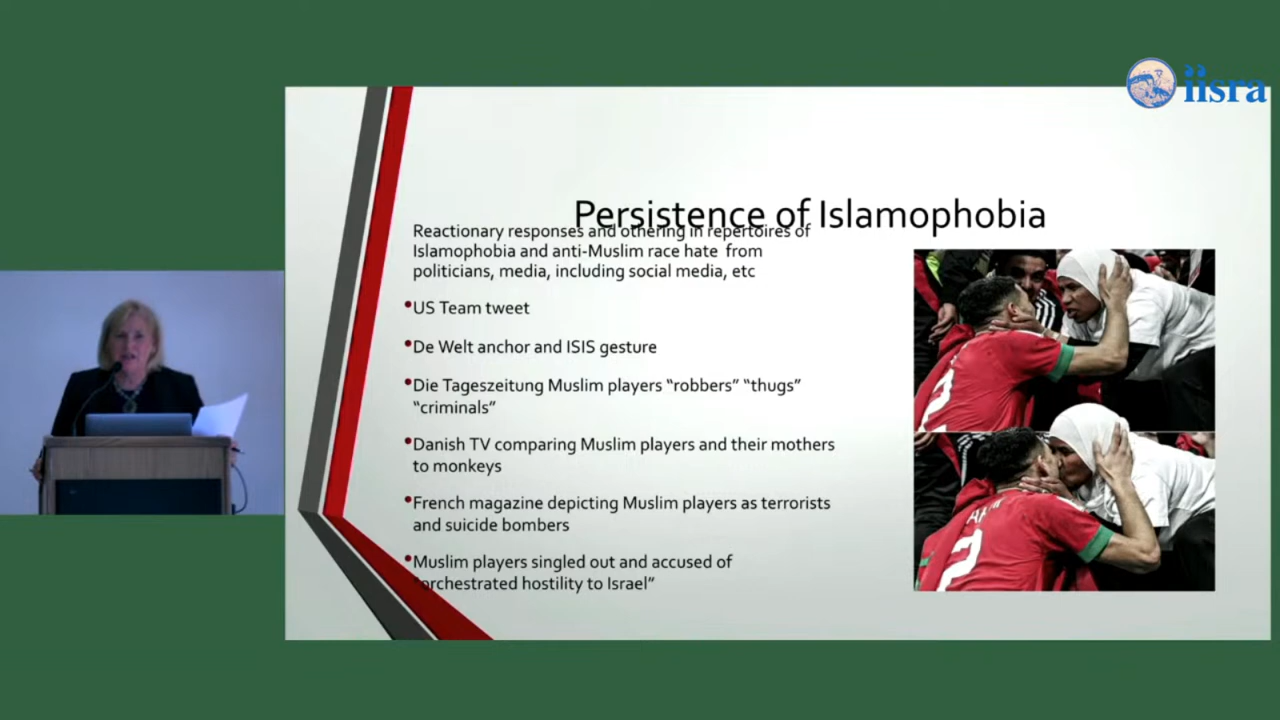 iisra
Persistence of Islamophobia
Reactionary responses and othering in repertoires of
Islamophobia and anti-Muslim race hate from
politicians, media, including social media, etc
•US Team tweet
•De Welt anchor and ISIS gesture
•Die Tageszeitung Muslim players “robbers” “thugs”
“criminals”
•Danish TV comparing Muslim players and their mothers
to monkeys
•French magazine depicting Muslim players as terrorists
and suicide bombers
•Muslim players singled out and accused of
“orchestrated hostility to Israel”
2
2